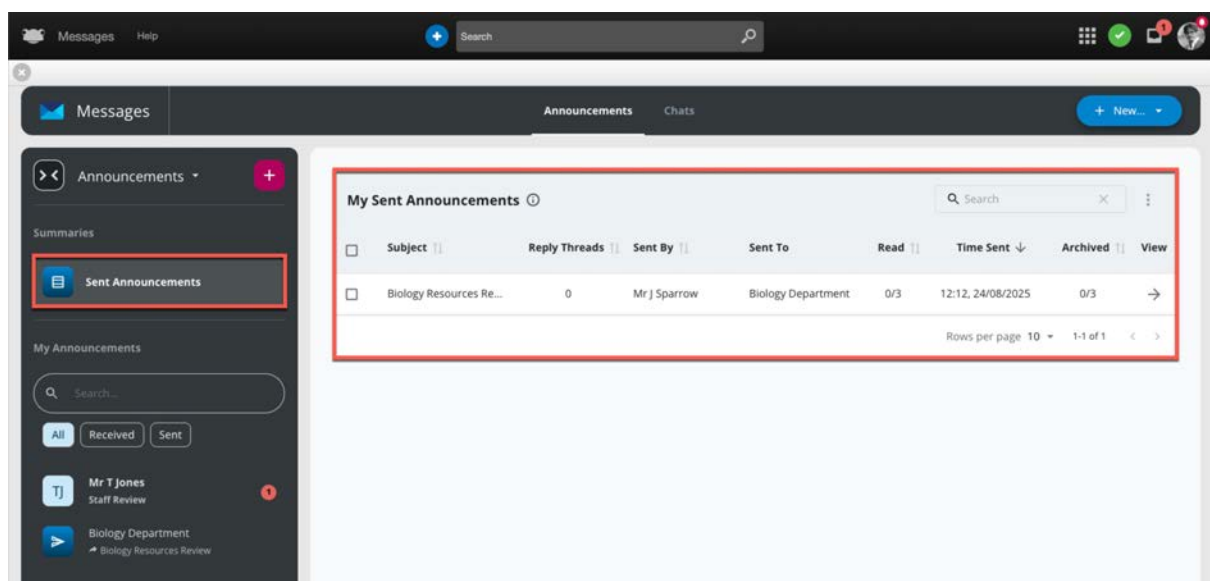 Messages Help Search 1
Messages Announcements Chats + New...
Announcements +
Summaries
Sent Announcements
My Announcements
Search...
All Received Sent
TJ Mr T Jones 1
Staff Review
Biology Department
Biology Resources Review
My Sent Announcements Search
Subject Reply Threads Sent By Sent To Read Time Sent Archived View
Biology Resources Re... 0 Mr J Sparrow Biology Department 0/3 12:12, 24/08/2025 0/3
Rows per page 10 1-1 of 1